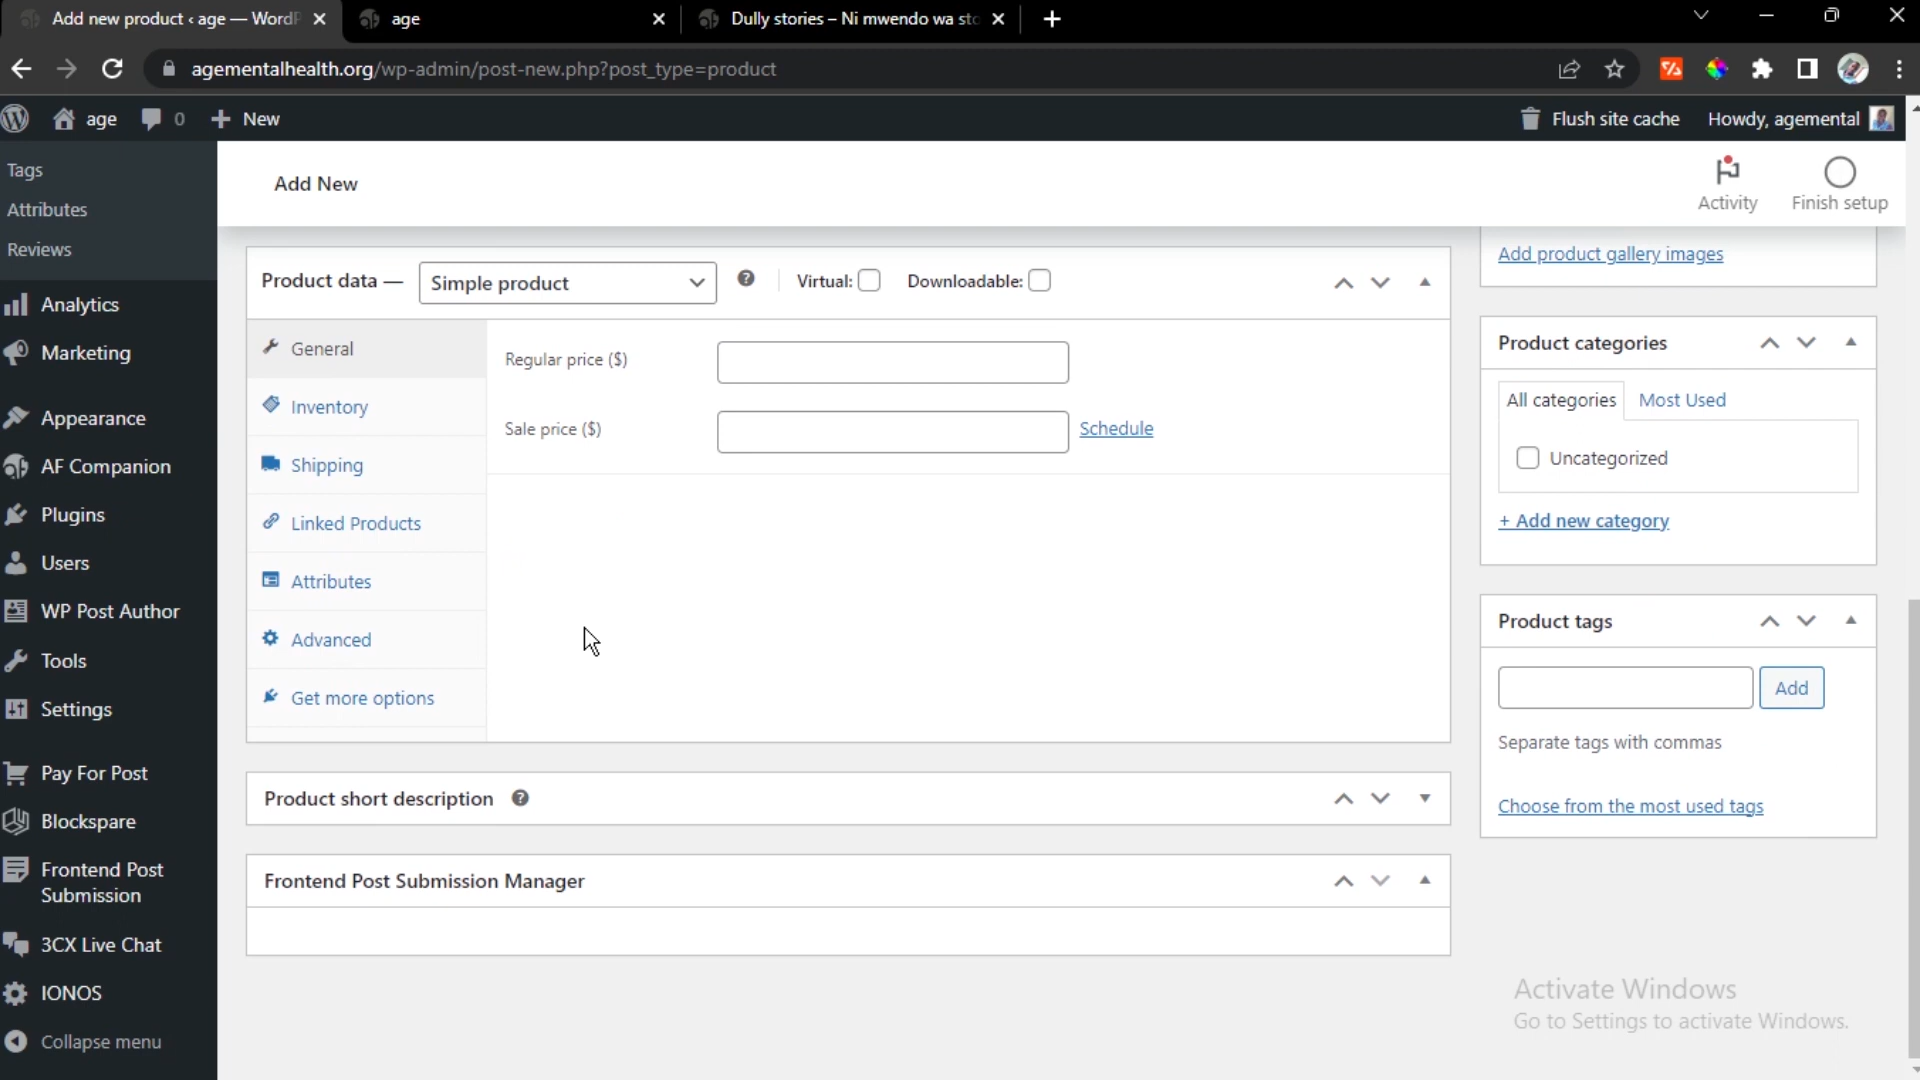 Add new product ‹ age — WordP
age
Dully stories – Ni mwendo wa sto
agementalhealth.org/wp-admin/post-new.php?post_type=product
age
0
New
Flush site cache
Howdy, agemental
Tags
Attributes
Reviews
Analytics
Marketing
Appearance
AF Companion
Plugins
Users
WP Post Author
Tools
Settings
Pay For Post
Blockspare
Frontend Post
Submission
3CX Live Chat
IONOS
Collapse menu
Add New
Activity
Finish setup
Product data —
Simple product
Virtual:
Downloadable:
General
Inventory
Shipping
Linked Products
Attributes
Advanced
Get more options
Regular price ($)
Sale price ($)
Schedule
Product short description
Frontend Post Submission Manager
Add product gallery images
Product categories
All categories
Most Used
Uncategorized
+ Add new category
Product tags
Add
Separate tags with commas
Choose from the most used tags
Activate Windows
Go to Settings to activate Windows.